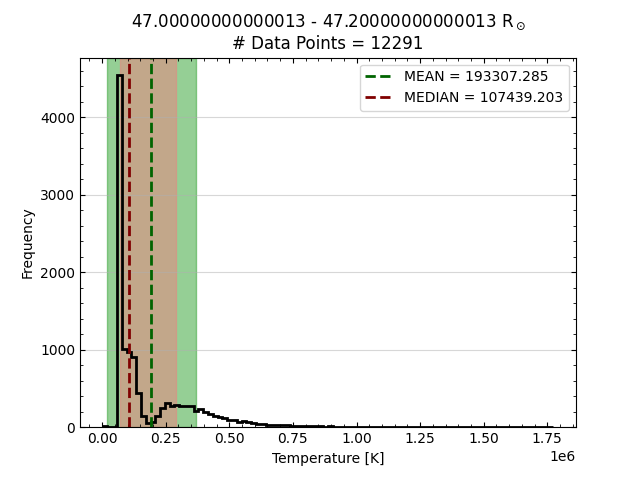 47.00000000000013 - 47.20000000000013 R⊙
# Data Points = 12291
MEAN = 193307.285
MEDIAN = 107439.203
Frequency
4000
3000
2000
1000
0
0.00 0.25 0.50 0.75 1.00 1.25 1.50 1.75
1e6
Temperature [K]